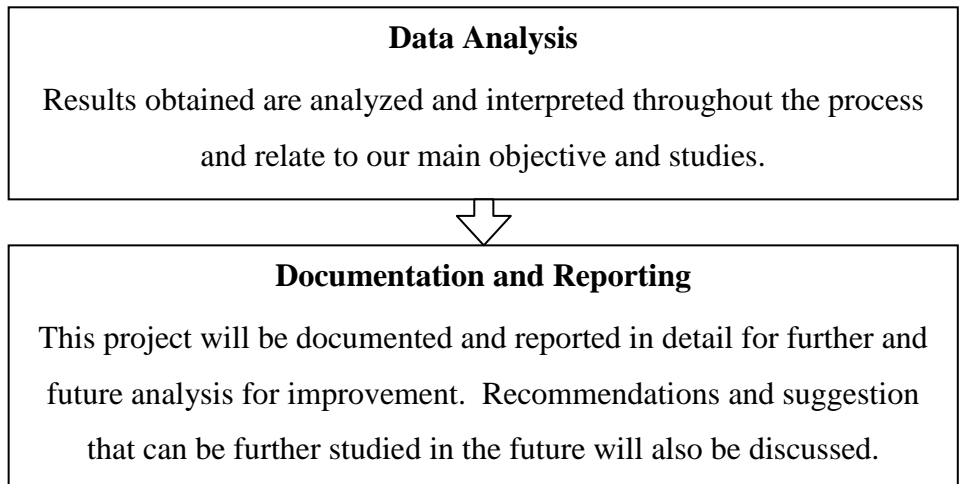 Data Analysis
Results obtained are analyzed and interpreted throughout the process
and relate to our main objective and studies.
Documentation and Reporting
This project will be documented and reported in detail for further and
future analysis for improvement.  Recommendations and suggestion
that can be further studied in the future will also be discussed.